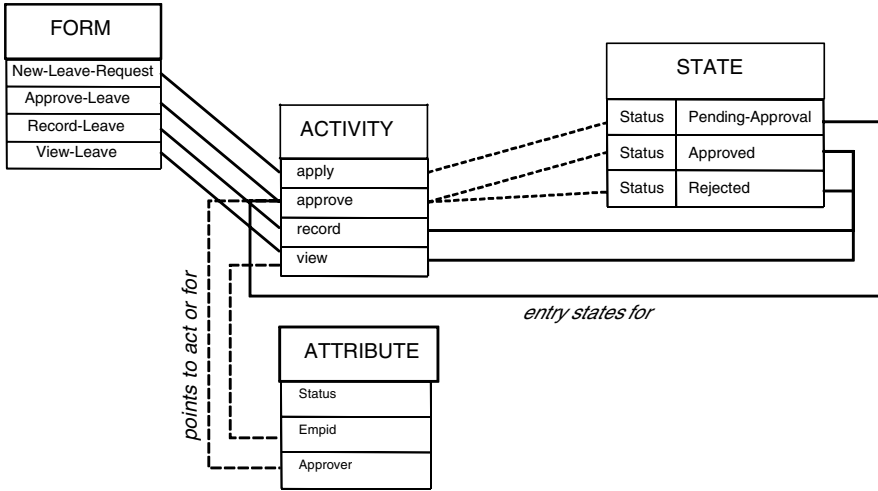 FORM
New-Leave-Request
Approve-Leave
Record-Leave
View-Leave
ACTIVITY
apply
approve
record
view
STATE
Status Pending-Approval
Status Approved
Status Rejected
entry states for
points to act or for
ATTRIBUTE
Status
Empid
Approver